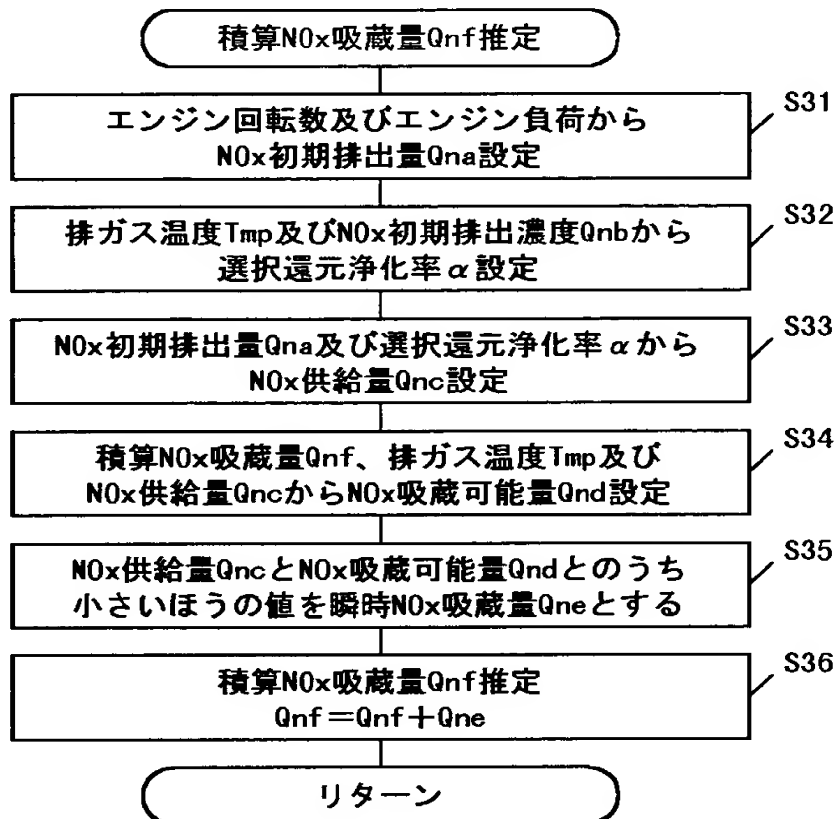 積算NOx吸蔵量Qnf推定
S31
エンジン回転数及びエンジン負荷から
NOx初期排出量Qna設定
S32
排ガス温度Tmp及びNOx初期排出濃度Qnbから
選択還元浄化率α設定
S33
NOx初期排出量Qna及び選択還元浄化率αから
NOx供給量Qnc設定
S34
積算NOx吸蔵量Qnf、排ガス温度Tmp及び
NOx供給量QncからNOx吸蔵可能量Qnd設定
S35
NOx供給量QncとNOx吸蔵可能量Qndとのうち
小さいほうの値を瞬時NOx吸蔵量Qneとする
S36
積算NOx吸蔵量Qnf推定
Qnf=Qnf+Qne
リターン